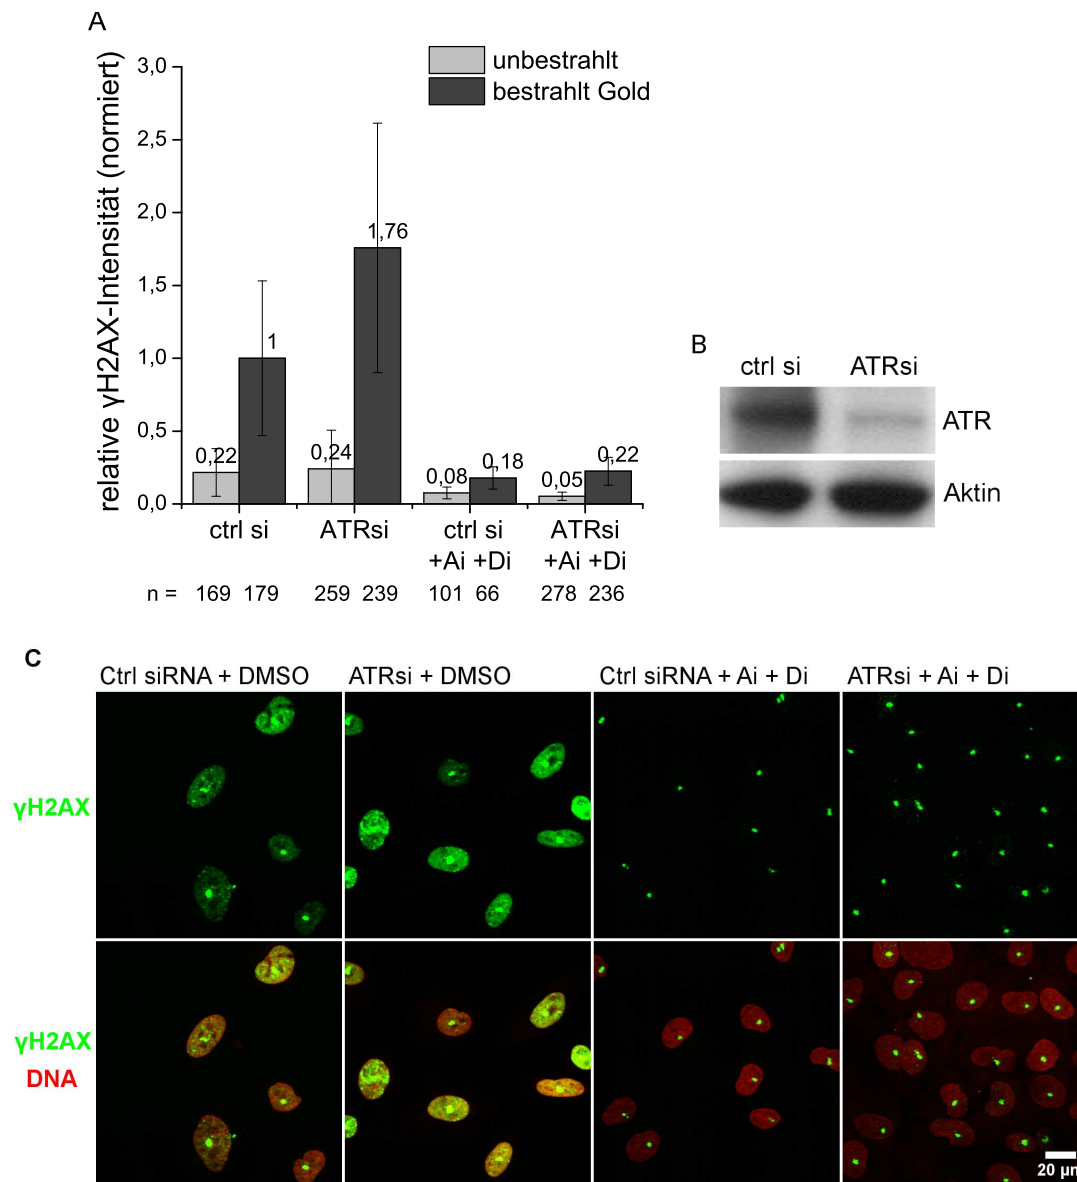 A
unbestrahlt
bestrahlt Gold
relative γH2AX-Intensität (normiert)
3,0
2,5
2,0
1,5
1,0
0,5
0,0
0,22
1
0,24
1,76
0,08
0,18
0,05
0,22
ctrl si
ATRsi
ctrl si
+Ai +Di
ATRsi
+Ai +Di
n = 169 179 259 239 101 66 278 236
B
ctrl si ATRsi
ATR
Aktin
C
Ctrl siRNA + DMSO
ATRsi + DMSO
Ctrl siRNA + Ai + Di
ATRsi + Ai + Di
γH2AX
γH2AX
DNA
20 µm